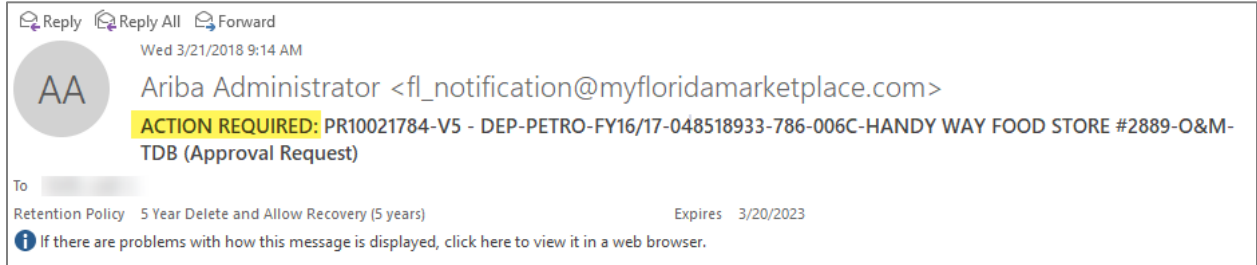 Reply Reply All Forward
Wed 3/21/2018 9:14 AM
AA
Ariba Administrator <fl_notification@myfloridamarketplace.com>
ACTION REQUIRED: PR10021784-V5 - DEP-PETRO-FY16/17-048518933-786-006C-HANDY WAY FOOD STORE #2889-O&M-
TDB (Approval Request)
To
Retention Policy 5 Year Delete and Allow Recovery (5 years) Expires 3/20/2023
If there are problems with how this message is displayed, click here to view it in a web browser.